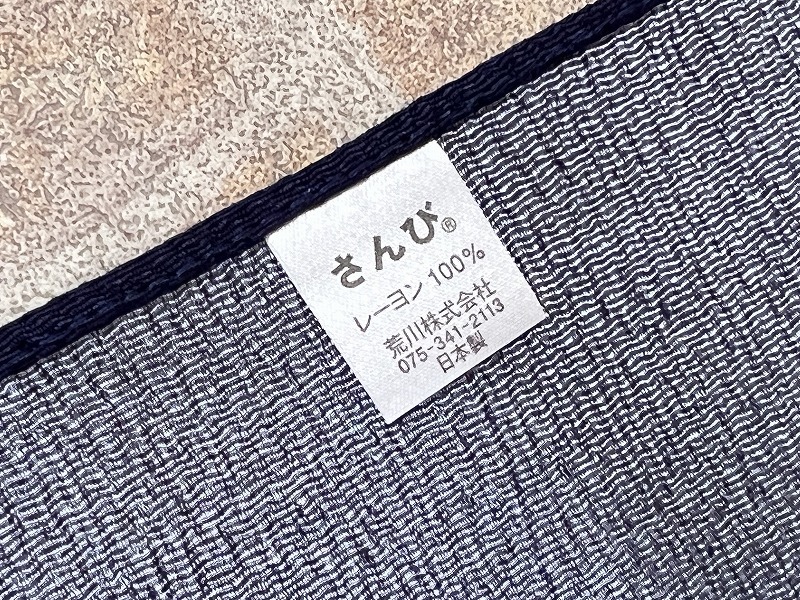 さんび®
レーヨン 100%
荒川株式会社
075-341-2113
日本製